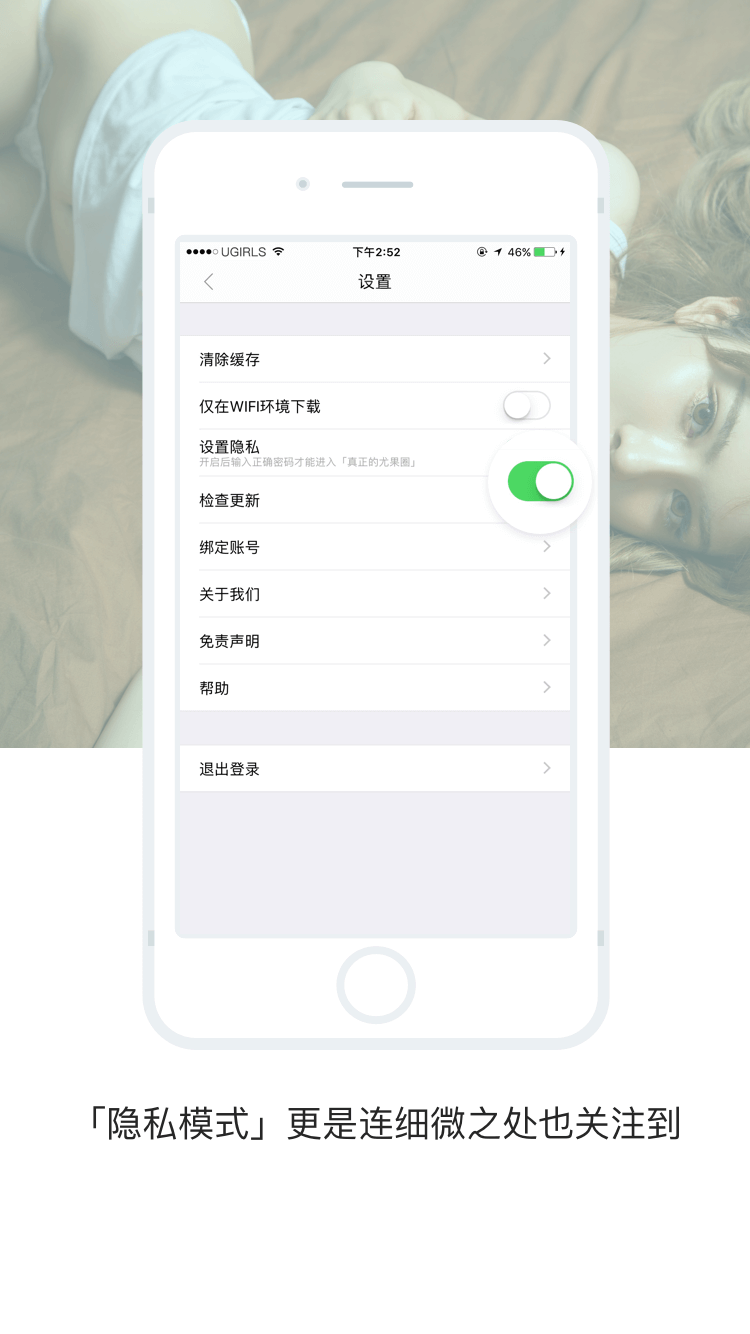 UGIRLS 下午2:52 46%
设置
清除缓存
仅在WIFI环境下载
设置隐私
开启后输入正确密码才能进入「真正的尤果圈」
检查更新
绑定账号
关于我们
免责声明
帮助
退出登录
「隐私模式」更是连细微之处也关注到